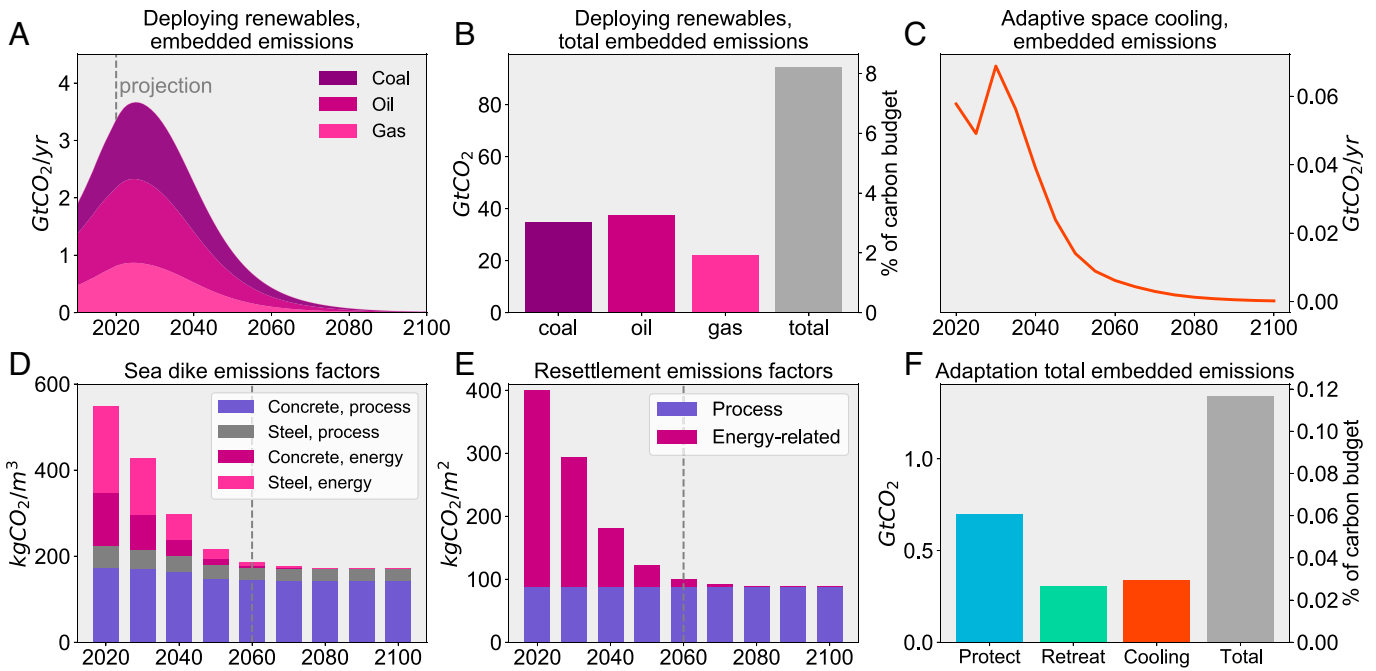 A
Deploying renewables,
embedded emissions
GtCO2/yr
4
3
2
1
0
projection
Coal
Oil
Gas
2020
2040
2060
2080
2100
B
Deploying renewables,
total embedded emissions
GtCO2
80
60
40
20
0
coal
oil
gas
total
8
6
4
2
0
% of carbon budget
C
Adaptive space cooling,
embedded emissions
0.06
0.04
0.02
0.00
GtCO2/yr
2020
2040
2060
2080
2100
D
Sea dike emissions factors
kgCO2/m3
600
400
200
0
Concrete, process
Steel, process
Concrete, energy
Steel, energy
2020
2040
2060
2080
2100
E
Resettlement emissions factors
kgCO2/m2
400
300
200
100
0
Process
Energy-related
2020
2040
2060
2080
2100
F
Adaptation total embedded emissions
GtCO2
1.0
0.5
0.0
Protect
Retreat
Cooling
Total
0.12
0.10
0.08
0.06
0.04
0.02
0.00
% of carbon budget